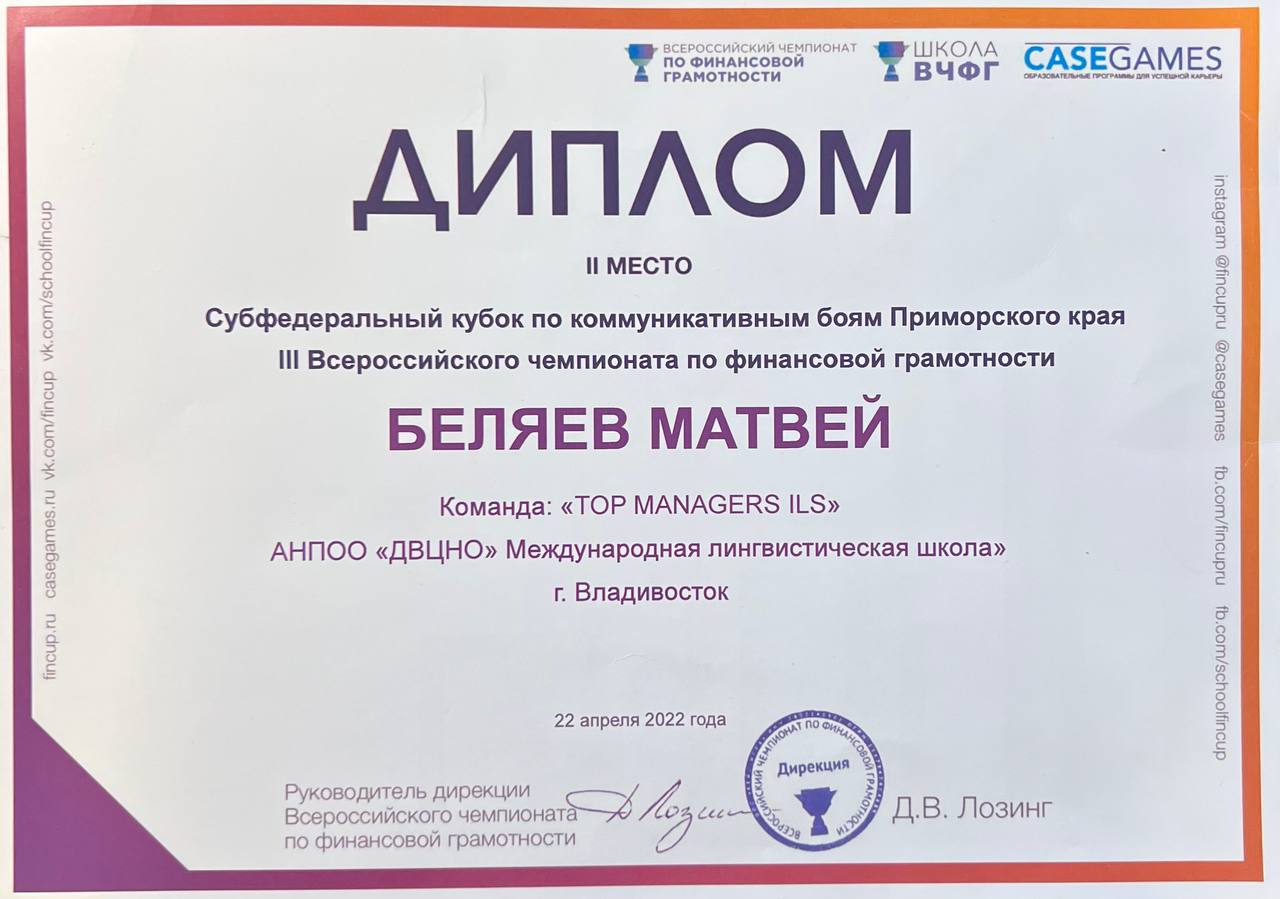 ВСЕРОССИЙСКИЙ ЧЕМПИОНАТ
ПО ФИНАНСОВОЙ
ГРАМОТНОСТИ
ШКОЛА
ВЧФГ
CASEGAMES
ОБРАЗОВАТЕЛЬНЫЕ ПРОГРАММЫ ДЛЯ УСПЕШНОЙ КАРЬЕРЫ
ДИПЛОМ
II МЕСТО
Субфедеральный кубок по коммуникативным боям Приморского края
III Всероссийского чемпионата по финансовой грамотности
БЕЛЯЕВ МАТВЕЙ
Команда: «TOP MANAGERS ILS»
АНПОО «ДВЦНО» Международная лингвистическая школа»
г. Владивосток
22 апреля 2022 года
Руководитель дирекции
Всероссийского чемпионата
по финансовой грамотности
Д.В. Лозинг
ВСЕРОССИЙСКИЙ ЧЕМПИОНАТ ПО ФИНАНСОВОЙ ГРАМОТНОСТИ
Дирекция
fincup.ru casegames.ru vk.com/fincup vk.com/schoolfincup
instagram @fincupru @casegames fb.com/fincupru fb.com/schoolfincup